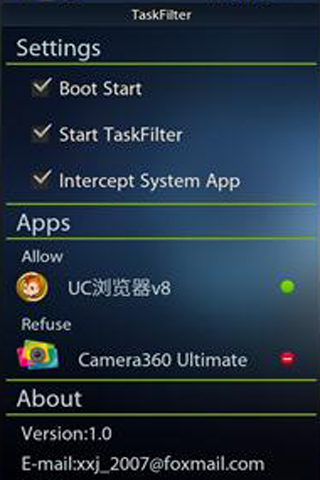 TaskFilter
Settings
Boot Start
Start TaskFilter
Intercept System App
Apps
Allow
UC浏览器v8
Refuse
Camera360 Ultimate
About
Version:1.0
E-mail:xxj_2007@foxmail.com